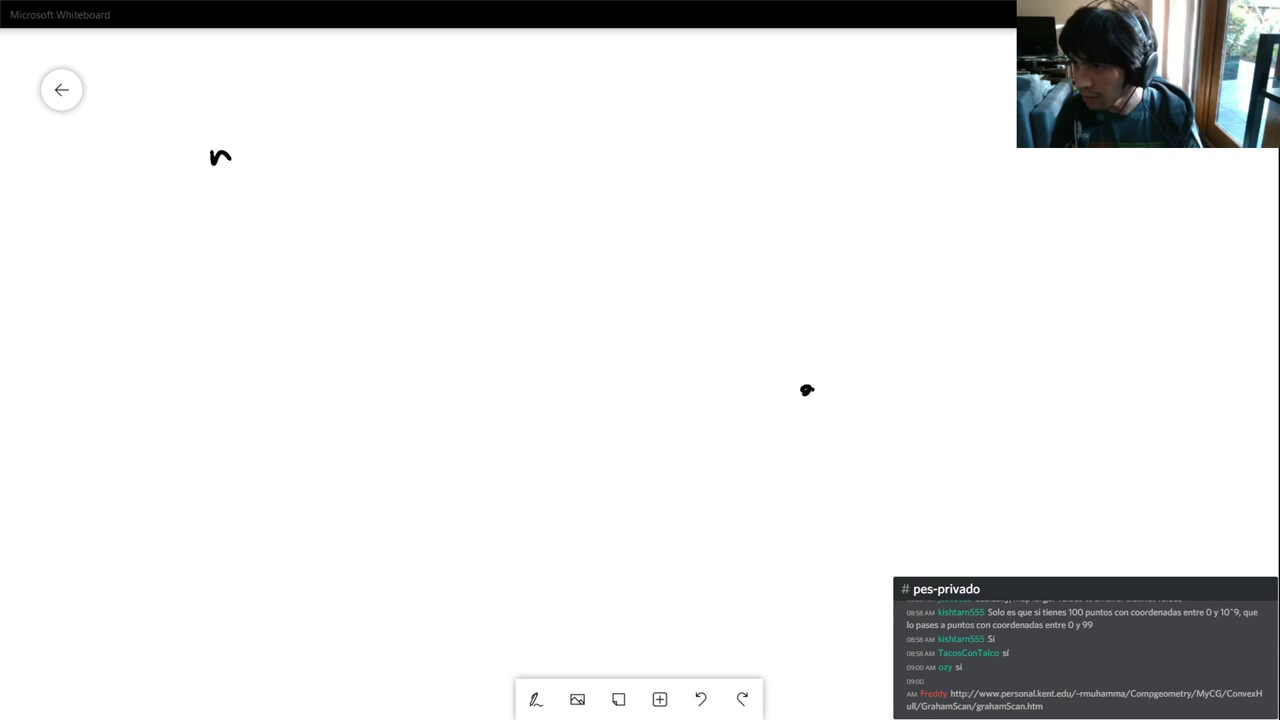 Microsoft Whiteboard
n
# pes-privado
08:58 AM kishtarn555 Solo es que si tienes 100 puntos con coordenadas entre 0 y 10^9, que
lo pases a puntos con coordenadas entre 0 y 99
08:58 AM kishtarn555 Si
08:58 AM TacosConTalco sí
09:00 AM ozy si
09:00
AM Freddy http://www.personal.kent.edu/~rmuhamma/Compgeometry/MyCG/ConvexH
ull/GrahamScan/grahamScan.htm